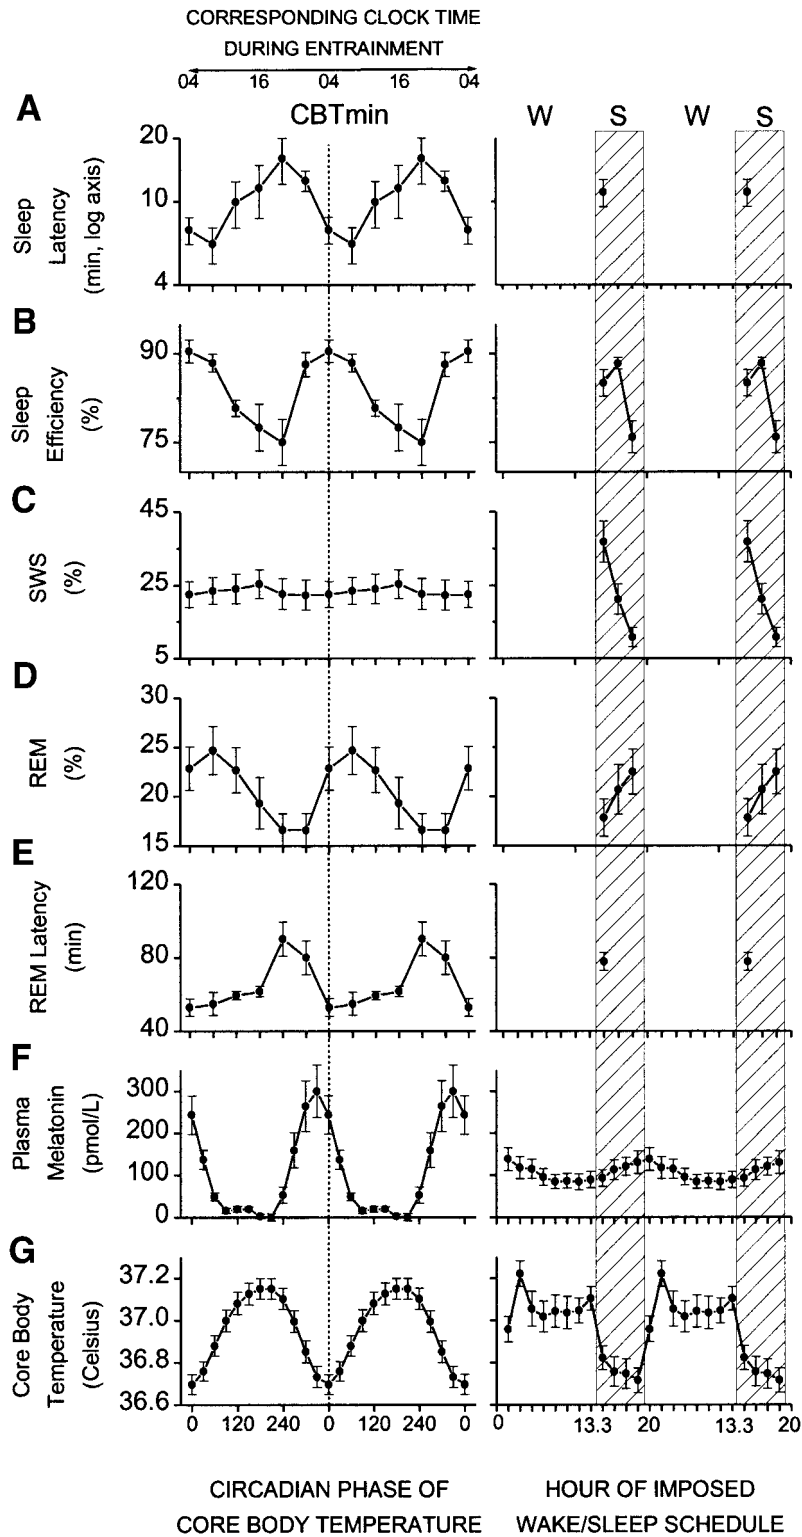 CORRESPONDING CLOCK TIME
DURING ENTRAINMENT
04 16 04 16 04
A
CBTmin
W S W S
20
10
4
Sleep
Latency
(min, log axis)
B
90
75
Sleep
Efficiency
(%)
C
45
25
5
SWS
(%)
D
30
25
20
15
REM
(%)
E
120
80
40
REM Latency
(min)
F
300
200
100
0
Plasma
Melatonin
(pmol/L)
G
37.2
37.0
36.8
36.6
Core Body
Temperature
(Celsius)
0 120 240 0 120 240 0
0 13.3 20 13.3 20
CIRCADIAN PHASE OF
CORE BODY TEMPERATURE
HOUR OF IMPOSED
WAKE/SLEEP SCHEDULE